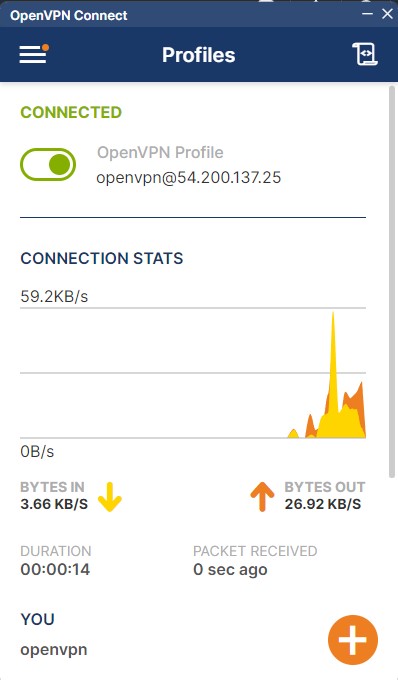 OpenVPN Connect
Profiles
CONNECTED
OpenVPN Profile
openvpn@54.200.137.25
CONNECTION STATS
59.2KB/s
0B/s
BYTES IN
3.66 KB/S
BYTES OUT
26.92 KB/S
DURATION
00:00:14
PACKET RECEIVED
0 sec ago
YOU
openvpn